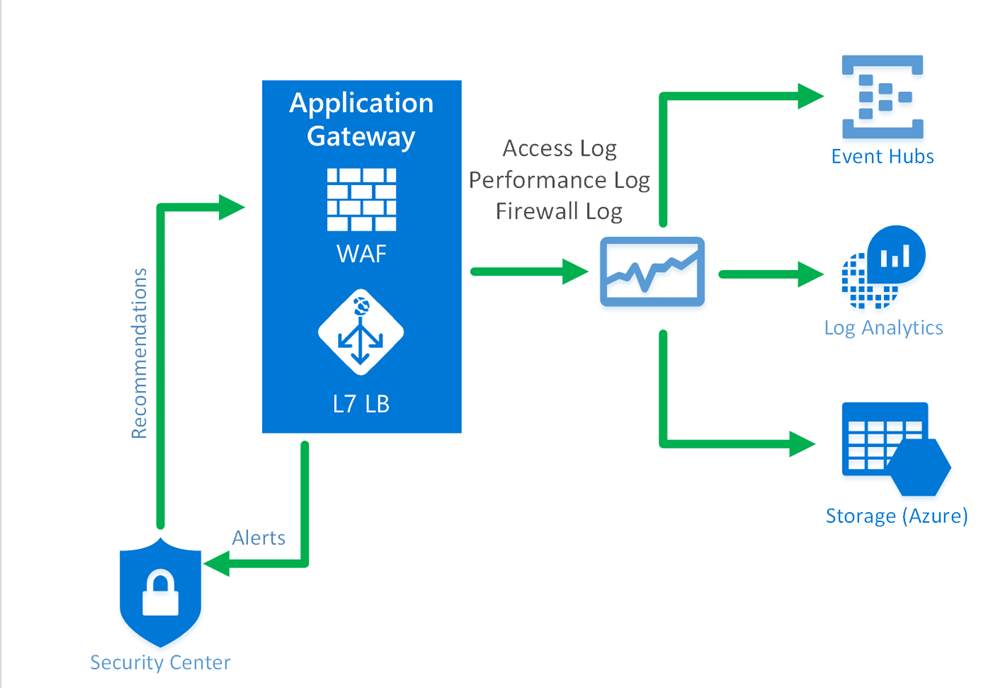 Application
Gateway
WAF
L7 LB
Access Log
Performance Log
Firewall Log
Event Hubs
Log Analytics
Storage (Azure)
Recommendations
Alerts
Security Center